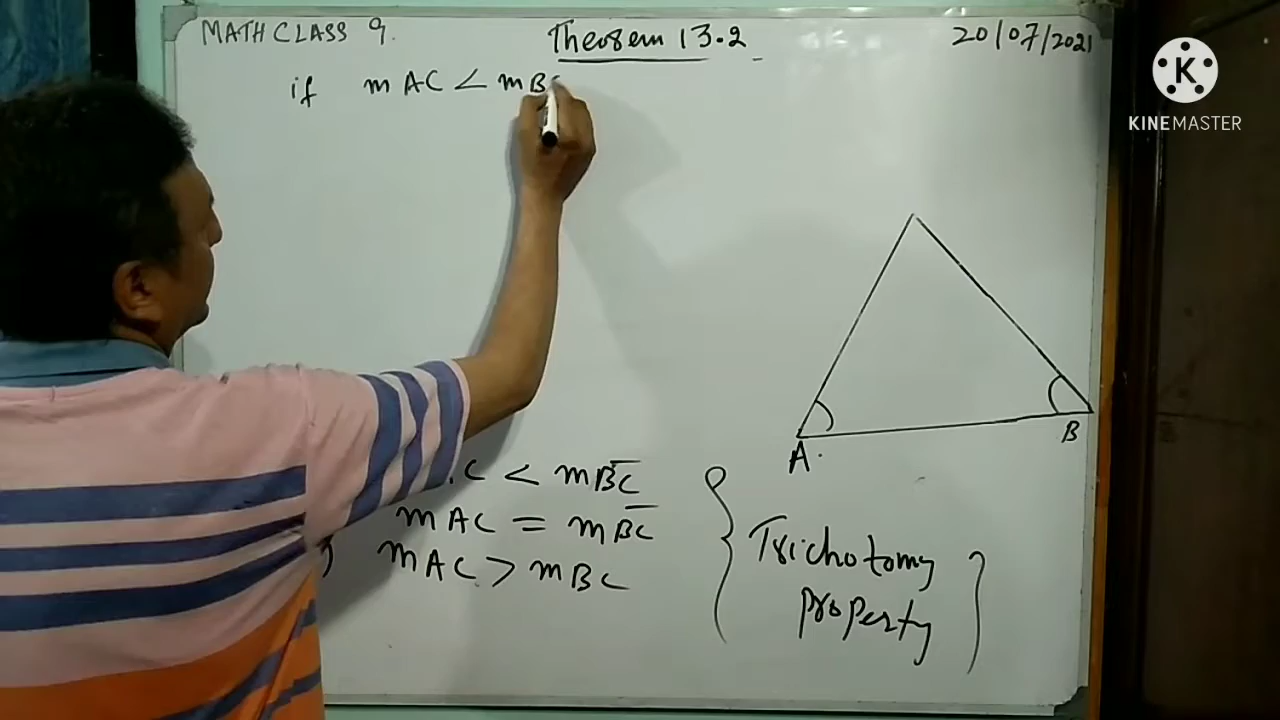 MATH CLASS 9.
Theorem 13.2
20/07/2021
if mAC < mBC
KINEMASTER
A.
B
C < mBC
mAC = mBC
) mAC > mBC
Trichotomy
property